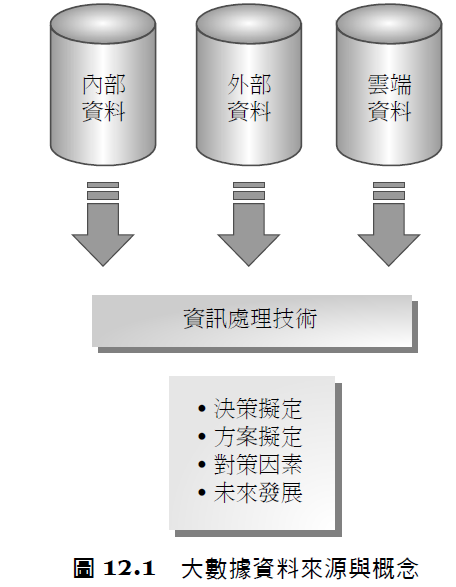 內部
資料
外部
資料
雲端
資料
資訊處理技術
• 決策擬定
• 方案擬定
• 對策因素
• 未來發展
圖 12.1 大數據資料來源與概念